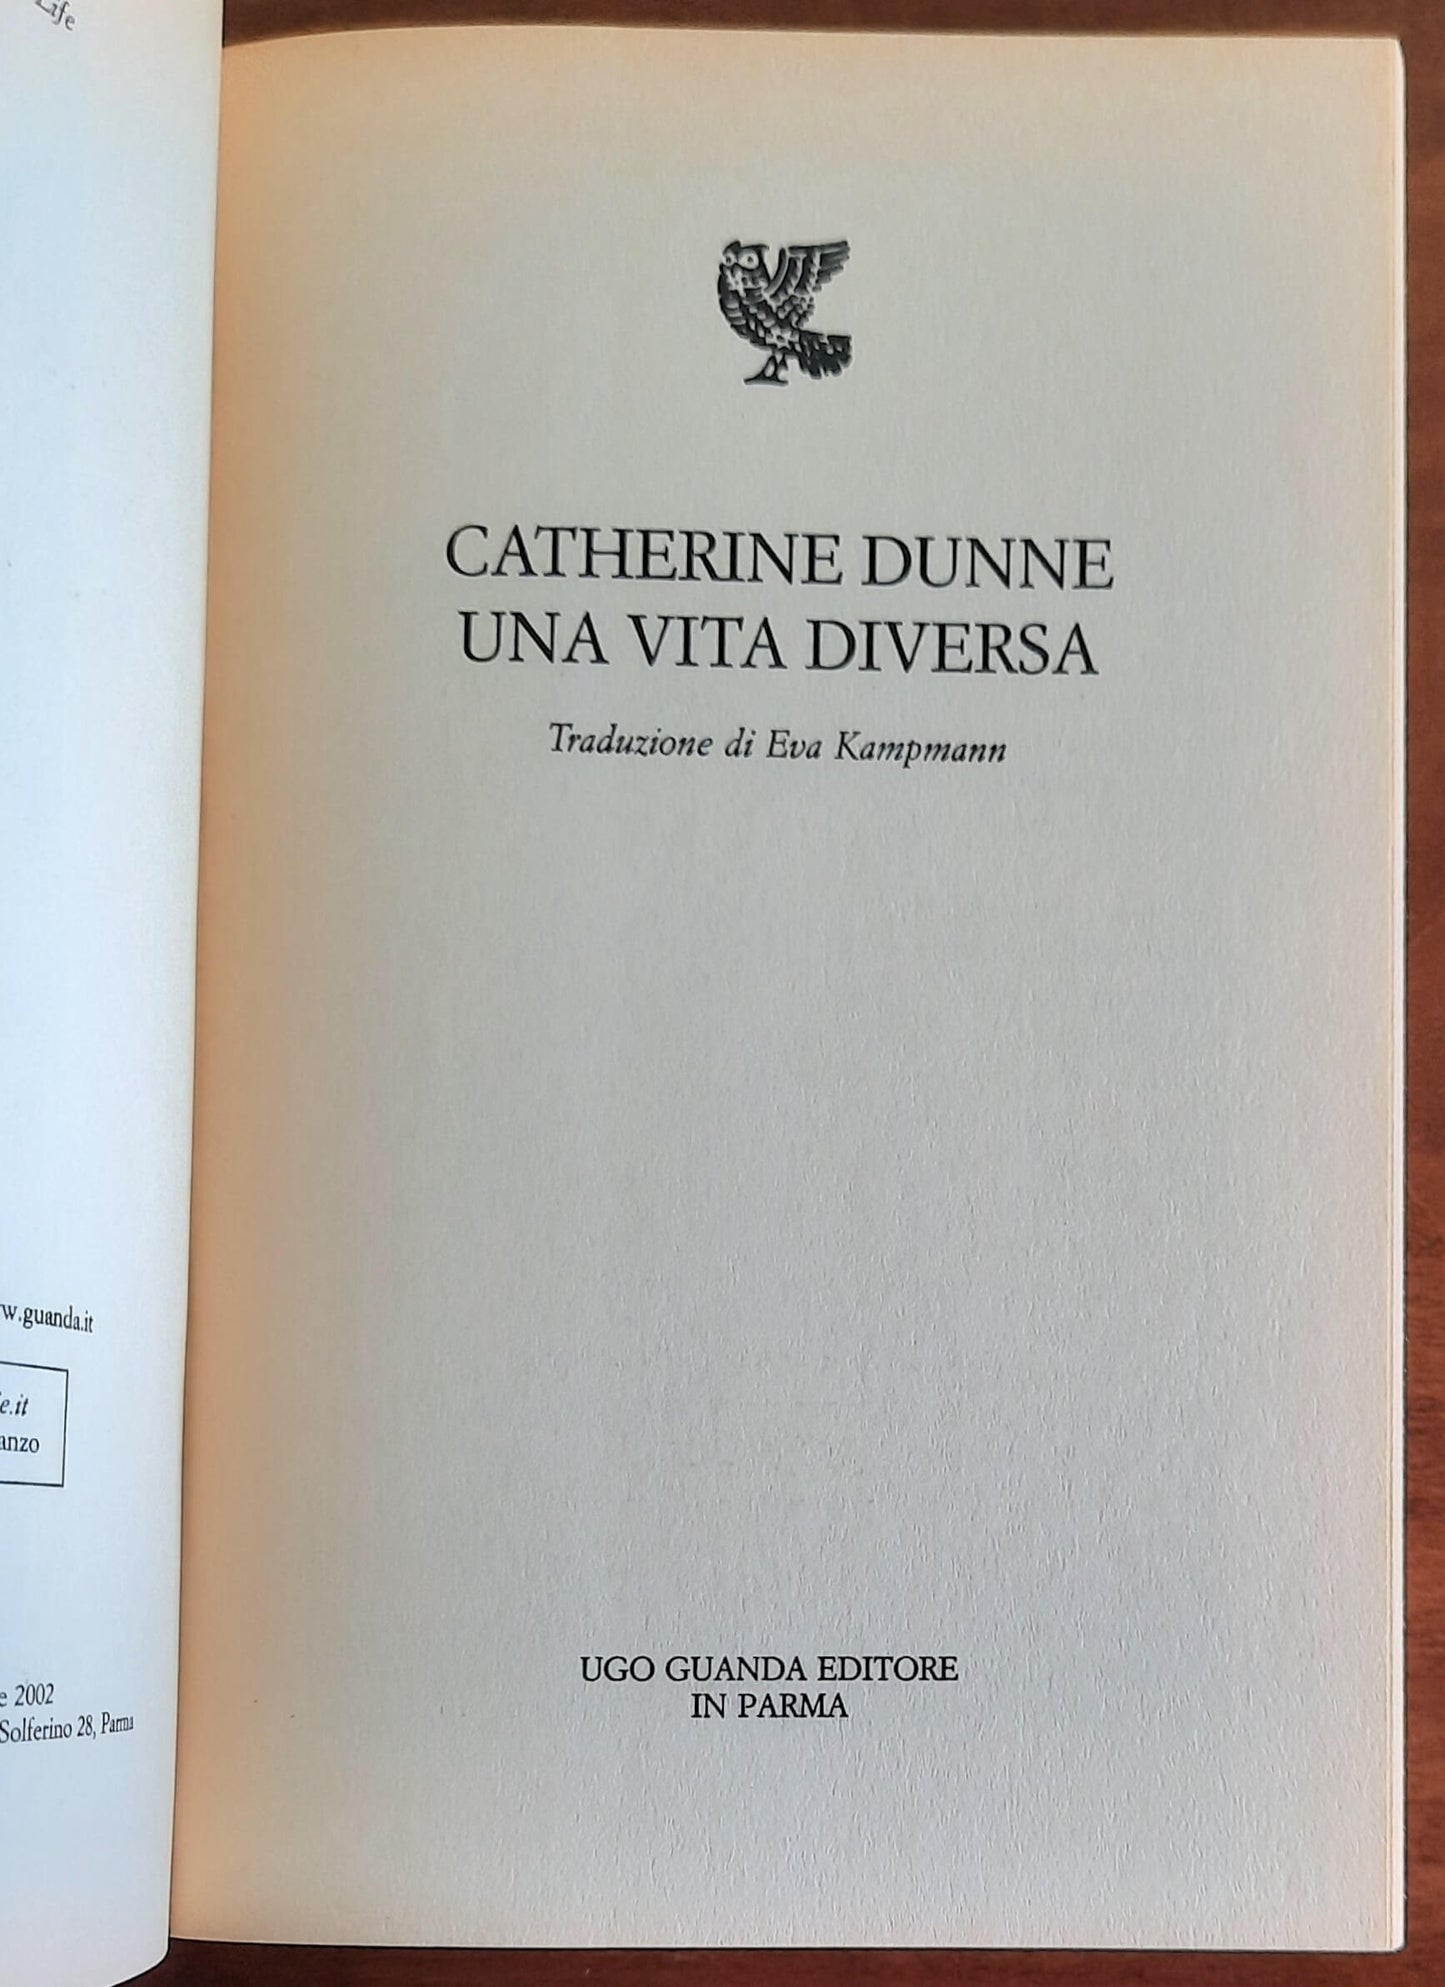 Life
w.guanda.it
e.it
anzo
e 2002
Solferino 28, Parma
CATHERINE DUNNE
UNA VITA DIVERSA
Traduzione di Eva Kampmann
UGO GUANDA EDITORE
IN PARMA